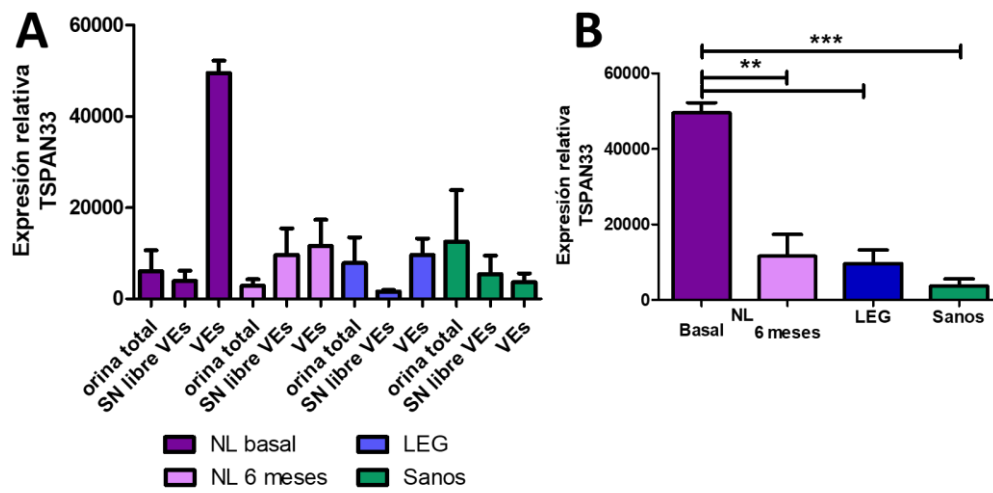 A
Expresión relativa
TSPAN33
60000
40000
20000
0
orina total
SN libre VEs
VEs
orina total
SN libre VEs
VEs
orina total
SN libre VEs
VEs
orina total
SN libre VEs
VEs
NL basal
NL 6 meses
LEG
Sanos
B
***
**
Expresión relativa
TSPAN33
60000
40000
20000
0
Basal
NL
6 meses
LEG
Sanos